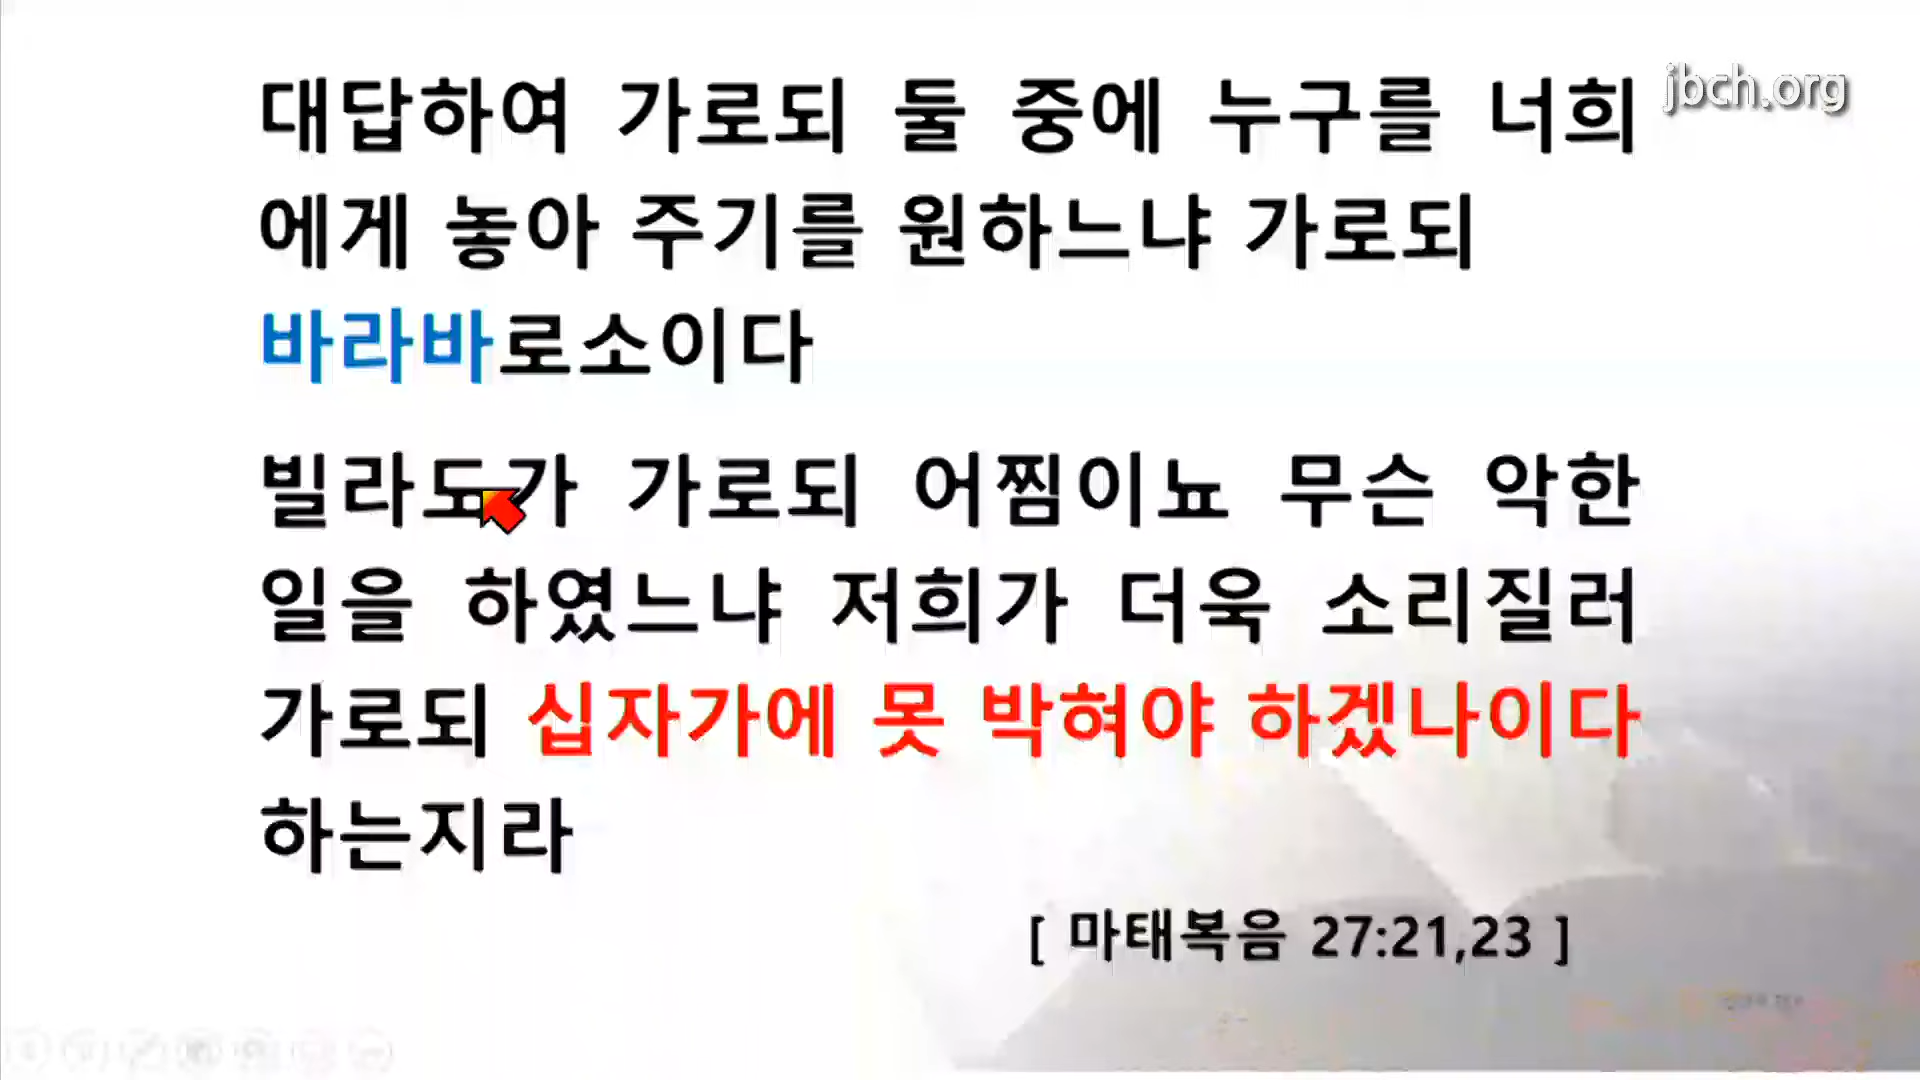 jbch.org
대답하여 가로되 둘 중에 누구를 너희
에게 놓아 주기를 원하느냐 가로되
바라바로소이다
빌라도가 가로되 어찜이뇨 무슨 악한
일을 하였느냐 저희가 더욱 소리질러
가로되 십자가에 못 박혀야 하겠나이다
하는지라
[ 마태복음 27:21,23 ]